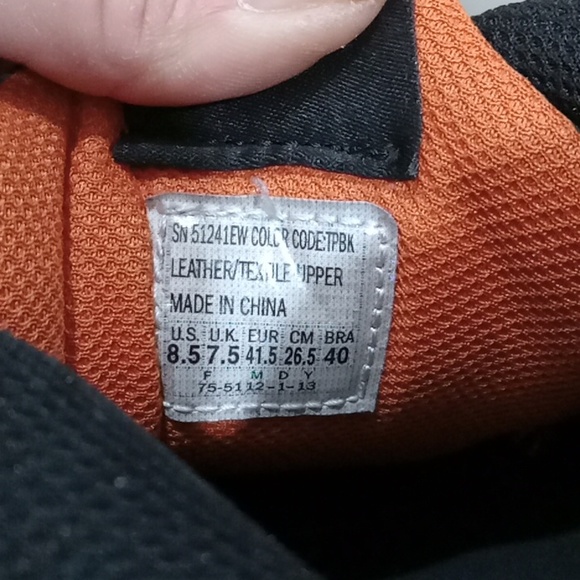 SN 51241EW COLOR CODE:TPBK
LEATHER/TEXTILE UPPER
MADE IN CHINA
U.S. U.K. EUR CM BRA
8.5 7.5 41.5 26.5 40
F M D Y
75-5112-1-13